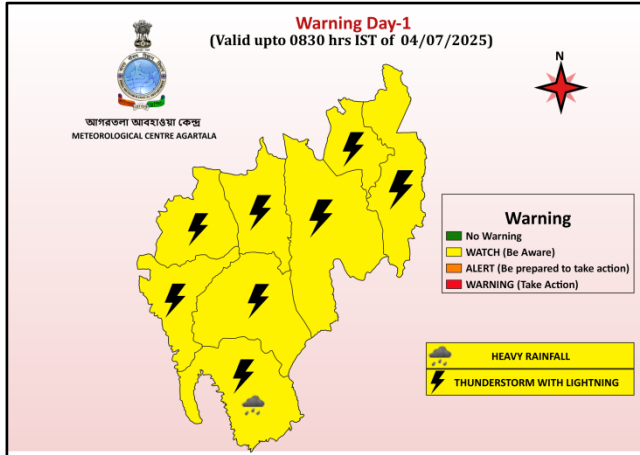 Warning Day-1
(Valid upto 0830 hrs IST of 04/07/2025)
N
আগরতলা আবহাওয়া কেন্দ্র
METEOROLOGICAL CENTRE AGARTALA
Warning
No Warning
WATCH (Be Aware)
ALERT (Be prepared to take action)
WARNING (Take Action)
HEAVY RAINFALL
THUNDERSTORM WITH LIGHTNING